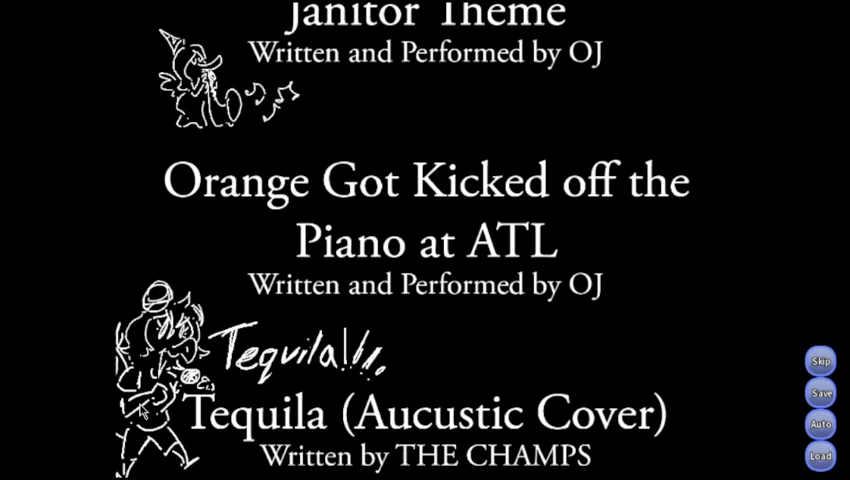 Janitor Theme
Written and Performed by OJ
Orange Got Kicked off the
Piano at ATL
Written and Performed by OJ
Tequila!!!.
Tequila (Aucustic Cover)
Written by THE CHAMPS
Skip
Save
Auto
Load